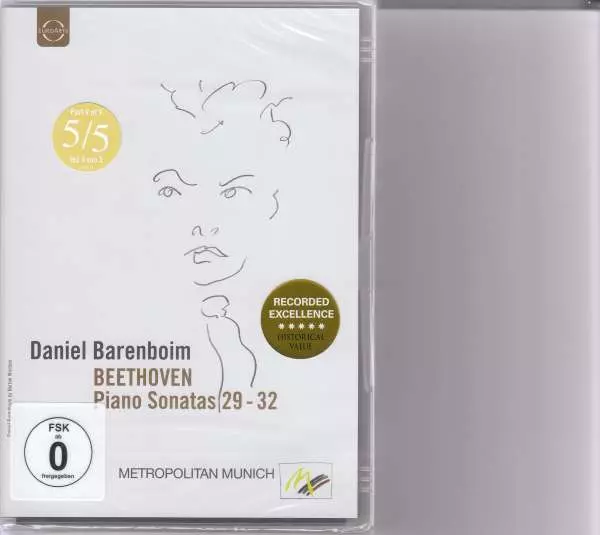 EUROARTS
5/5
RECORDED
EXCELLENCE
★★★★★
HISTORICAL
VALUE
Daniel Barenboim
BEETHOVEN
Piano Sonatas 29 - 32
FSK
ab
0
freigegeben
METROPOLITAN MUNICH